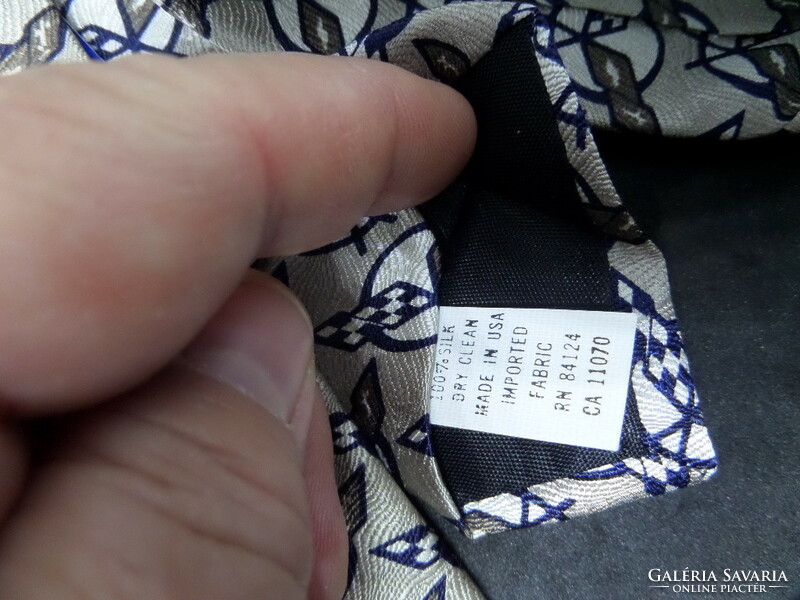 100% SILK
DRY CLEAN
MADE IN USA
IMPORTED
FABRIC
RN 84124
CA 11070
GALÉRIA SAVARIA
ONLINE PIACTÉR